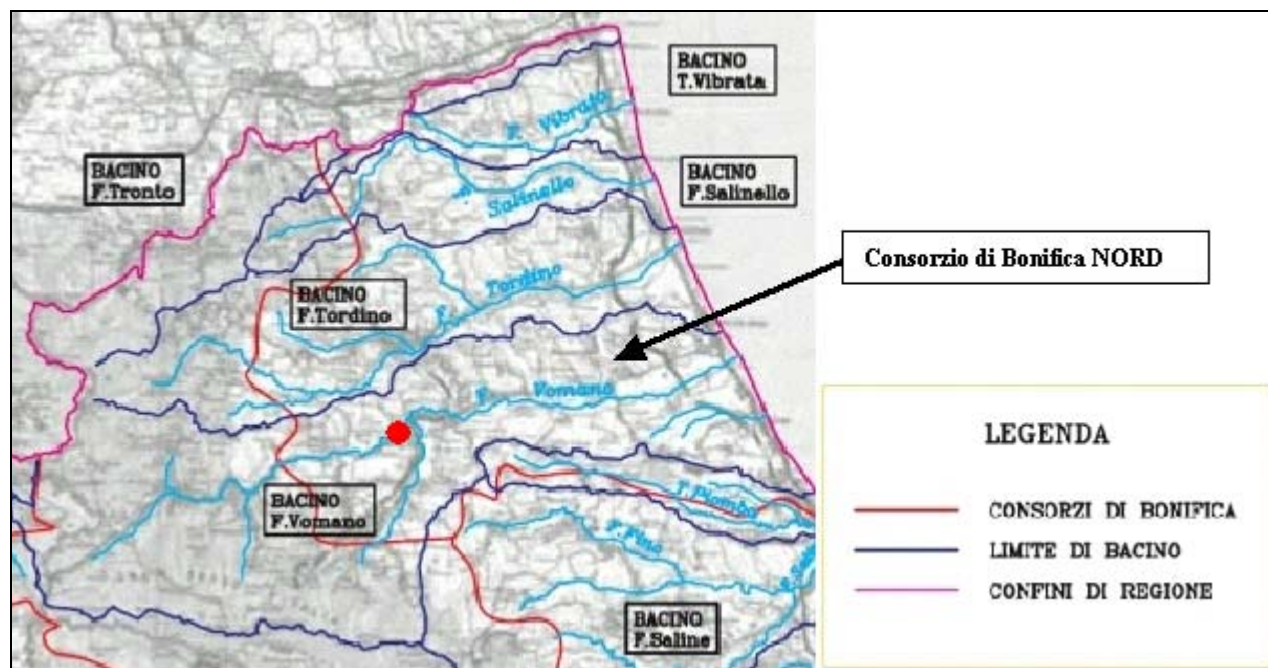 BACINO
T.Vibrata
F. Vibrata
BACINO
F.Tronto
BACINO
F.Salinello
F.
Salinello
Consorzio di Bonifica NORD
F. Tordino
BACINO
F.Tordino
F. Vomano
LEGENDA
BACINO
F.Vomano
T.Piomba
CONSORZI DI BONIFICA
F.Fino
LIMITE DI BACINO
CONFINI DI REGIONE
BACINO
F.Saline